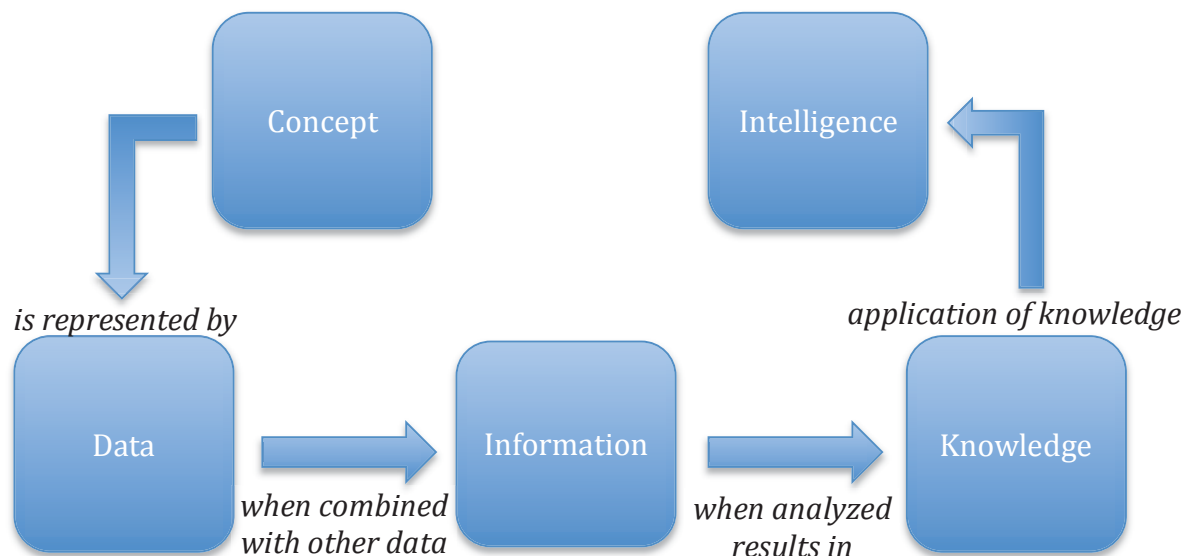 Concept
Intelligence
is represented by
application of knowledge
Data
Information
Knowledge
when combined
with other data
when analyzed
results in